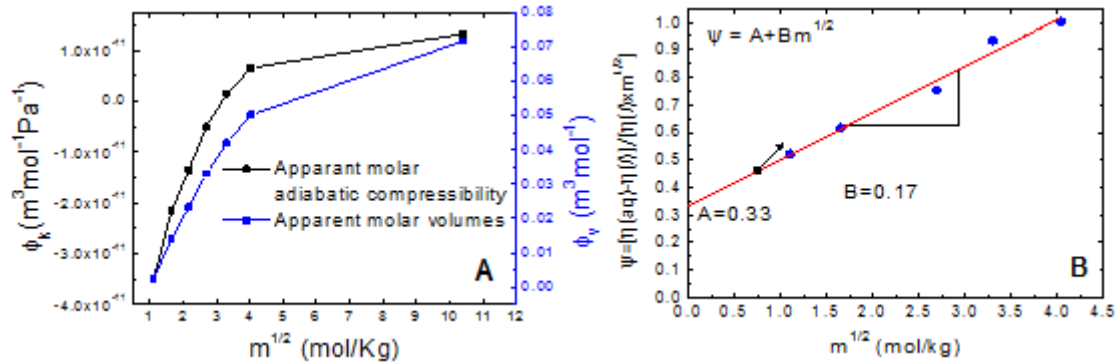 1.0x10⁻¹¹
0.0
-1.0x10⁻¹¹
-2.0x10⁻¹¹
-3.0x10⁻¹¹
-4.0x10⁻¹¹
ϕk(m³mol⁻¹Pa⁻¹)
Apparant molar
adiabatic compressibility
Apparent molar volumes
A
1 2 3 4 5 6 7 8 9 10 11 12
m^1/2 (mol/Kg)
0.08
0.07
0.06
0.05
0.04
0.03
0.02
0.01
0.00
ϕv (m³mol⁻¹)
ψ = A+Bm^1/2
1.0
0.9
0.8
0.7
0.6
0.5
0.4
0.3
0.2
0.1
0.0
ψ=[η(aq)-η(l)]/[η(l)xm^1/2]
A=0.33
B=0.17
B
0.0 0.5 1.0 1.5 2.0 2.5 3.0 3.5 4.0 4.5
m^1/2 (mol/kg)